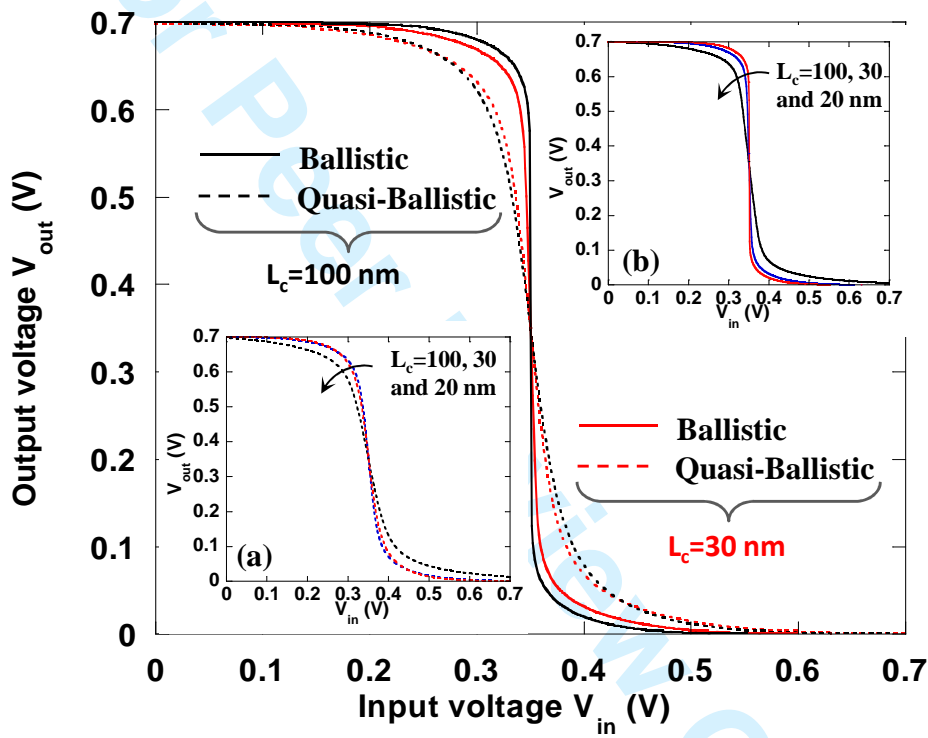 0.7
0.6
0.5
0.4
0.3
0.2
0.1
0
Output voltage V_out (V)
Ballistic
Quasi-Ballistic
L_c=100 nm
0.7
0.6
0.5
0.4
0.3
0.2
0.1
0
V_out (V)
L_c=100, 30
and 20 nm
(b)
0 0.1 0.2 0.3 0.4 0.5 0.6 0.7
V_in (V)
0.7
0.6
0.5
0.4
0.3
0.2
0.1
0
V_out (V)
L_c=100, 30
and 20 nm
(a)
0 0.1 0.2 0.3 0.4 0.5 0.6 0.7
V_in (V)
Ballistic
Quasi-Ballistic
L_c=30 nm
0 0.1 0.2 0.3 0.4 0.5 0.6 0.7
Input voltage V_in (V)